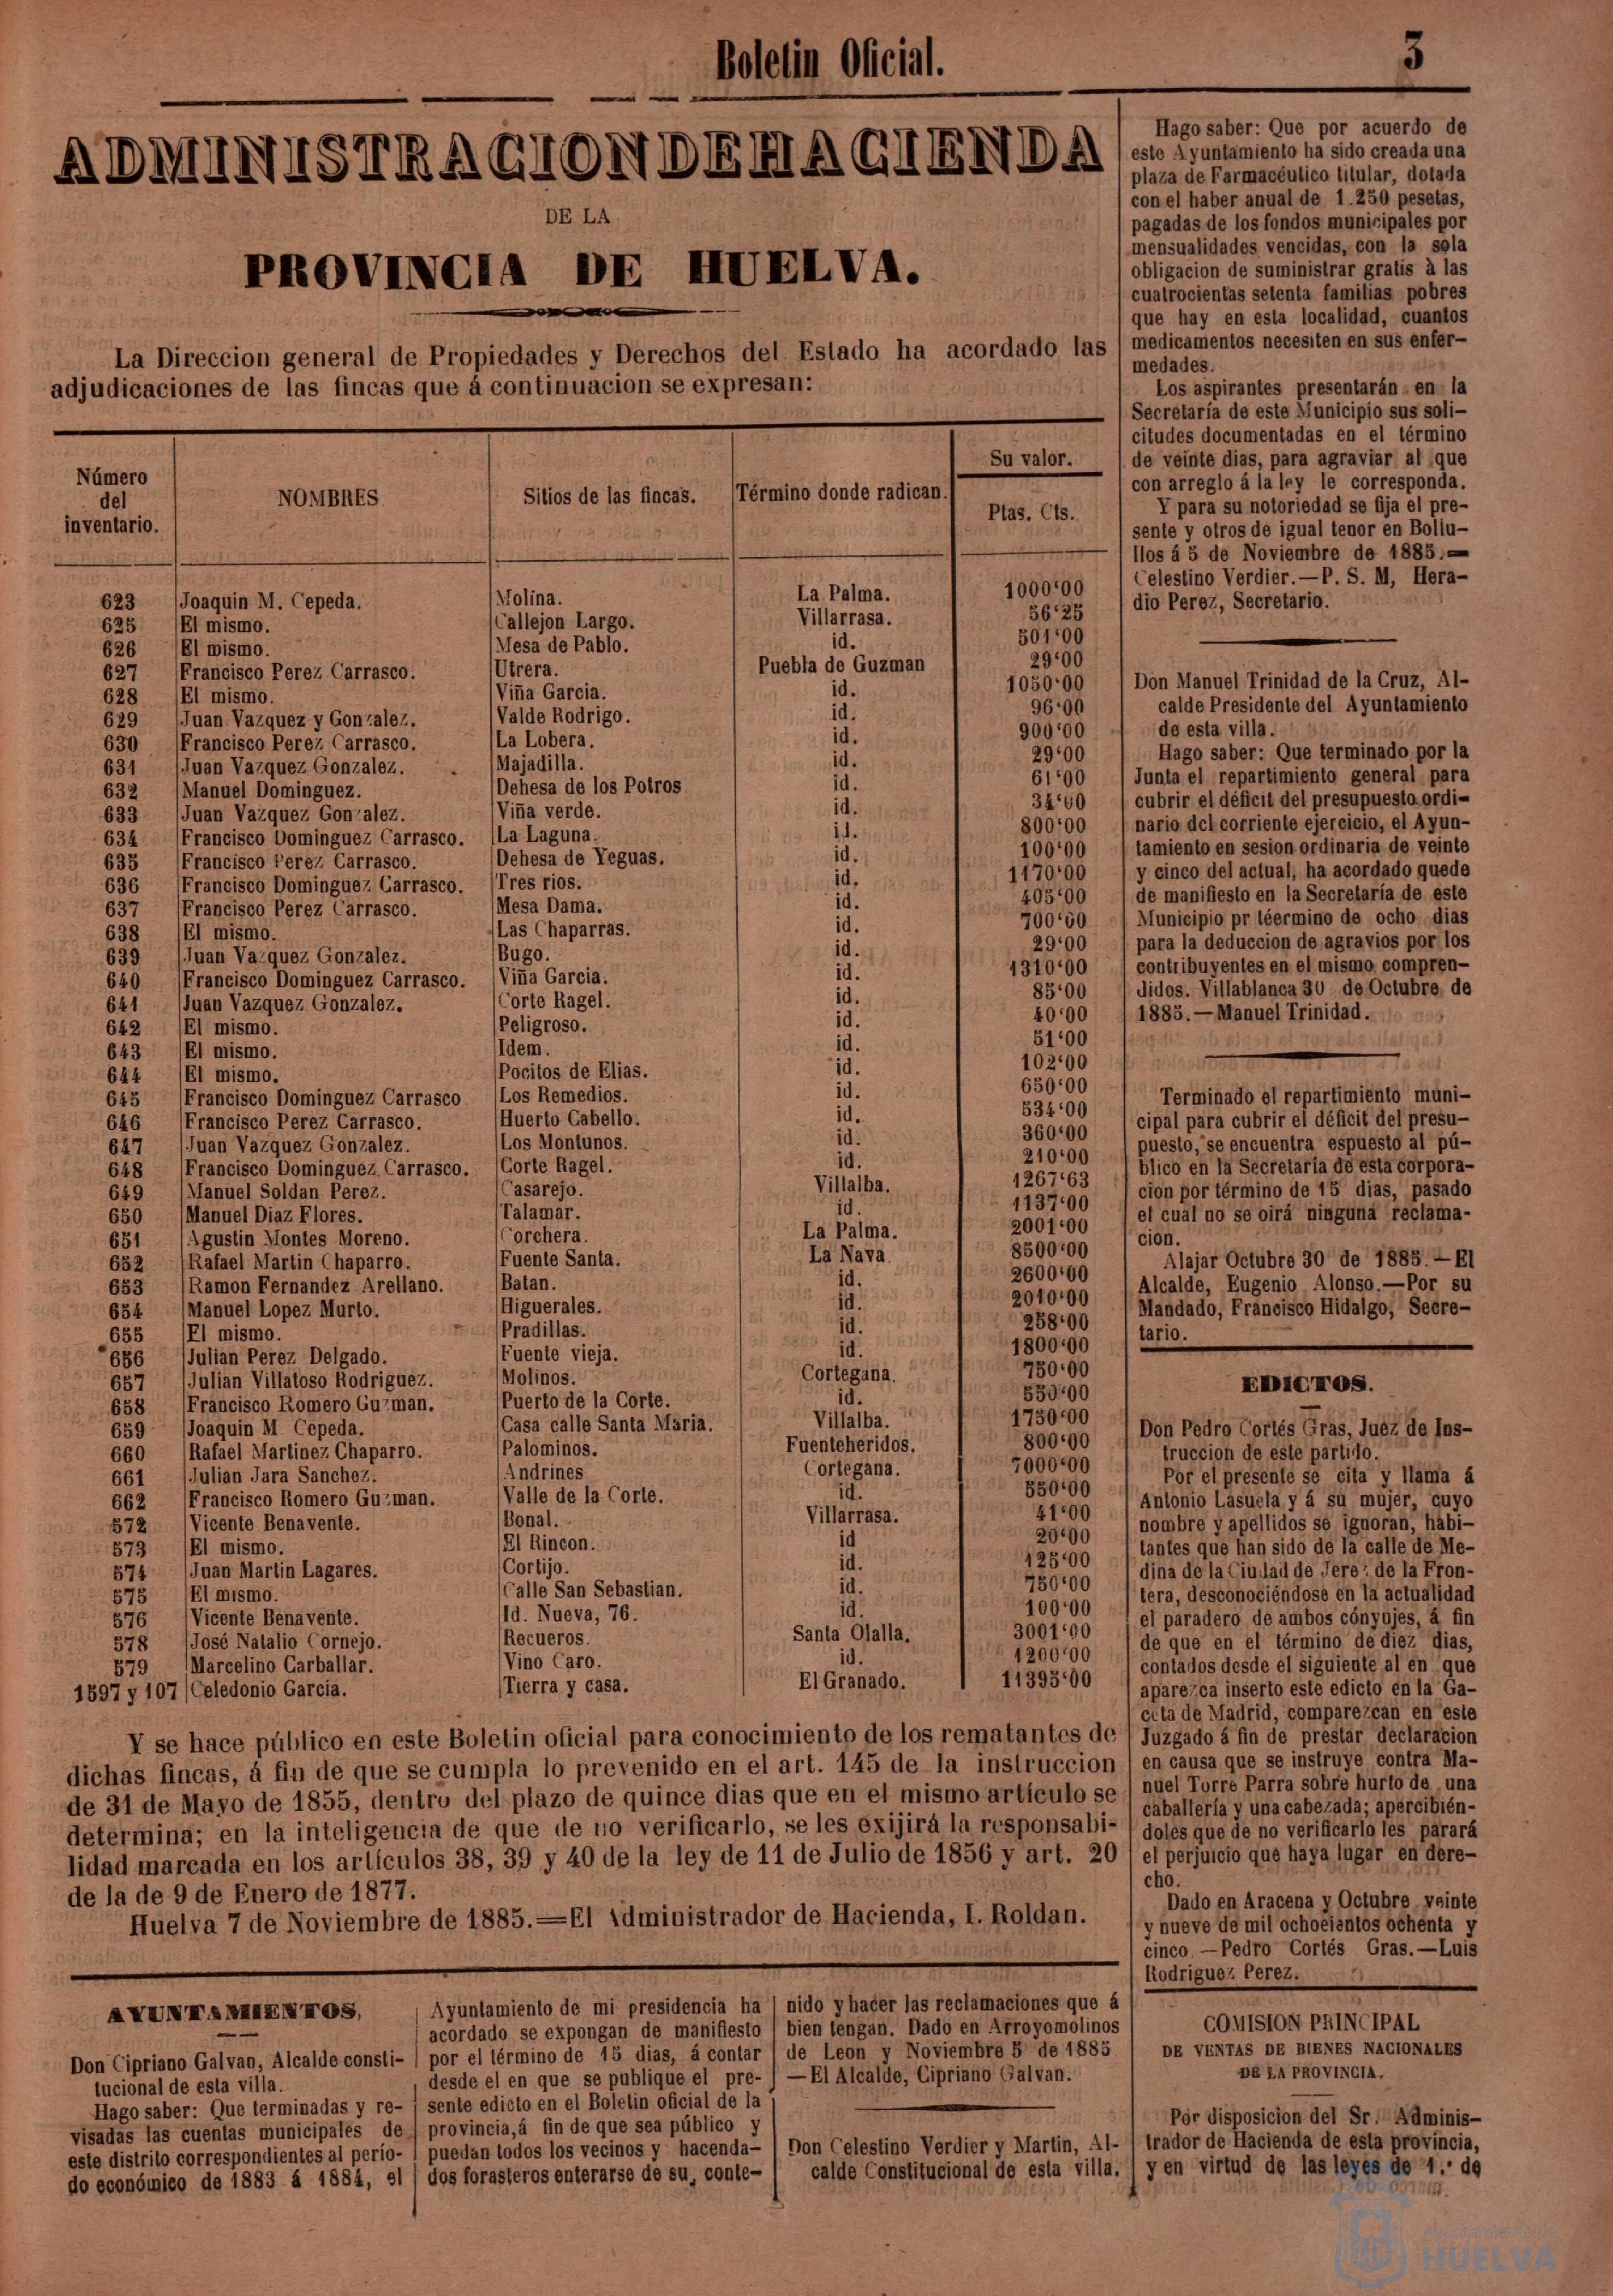 Boletin Oficial.
3
ADMINISTRACION DE HACIENDA
DE LA
PROVINCIA DE HUELVA.
La Direccion general de Propiedades y Derechos del Estado ha acordado las
adjudicaciones de las fincas que á continuacion se expresan:
Número del inventario. NOMBRES Sitios de las fincas. Término donde radican. Su valor. Ptas. Cts.
623 Joaquin M. Cepeda. Molina. La Palma. 1000‘00
625 El mismo. Callejon Largo. Villarrasa. 56‘25
626 El mismo. Mesa de Pablo. id. 501‘00
627 Francisco Perez Carrasco. Utrera. Puebla de Guzman 29‘00
628 El mismo. Viña Garcia. id. 1050‘00
629 Juan Vazquez y Gonzalez. Valde Rodrigo. id. 96‘00
630 Francisco Perez Carrasco. La Lobera. id. 900‘00
631 Juan Vazquez Gonzalez. Majadilla. id. 29‘00
632 Manuel Dominguez. Dehesa de los Potros id. 61‘00
633 Juan Vazquez Gonzalez. Viña verde. id. 34‘00
634 Francisco Dominguez Carrasco. La Laguna. id. 800‘00
635 Francisco Perez Carrasco. Dehesa de Yeguas. id. 100‘00
636 Francisco Dominguez Carrasco. Tres rios. id. 1170‘00
637 Francisco Perez Carrasco. Mesa Dama. id. 405‘00
638 El mismo. Las Chaparras. id. 700‘00
639 Juan Vazquez Gonzalez. Bugo. id. 29‘00
640 Francisco Dominguez Carrasco. Viña Garcia. id. 1310‘00
641 Juan Vazquez Gonzalez. Corte Ragel. id. 85‘00
642 El mismo. Peligroso. id. 40‘00
643 El mismo. Idem. id. 51‘00
644 El mismo. Pocitos de Elias. id. 102‘00
645 Francisco Dominguez Carrasco Los Remedios. id. 650‘00
646 Francisco Perez Carrasco. Huerto Cabello. id. 534‘00
647 Juan Vazquez Gonzalez. Los Montunos. id. 360‘00
648 Francisco Dominguez Carrasco. Corte Ragel. id. 210‘00
649 Manuel Soldan Perez. Casarejo. Villalba. 1267‘63
650 Manuel Diaz Flores. Talamar. id. 1137‘00
651 Agustin Montes Moreno. Corchera. La Palma. 2001‘00
652 Rafael Martin Chaparro. Fuente Santa. La Nava 8500‘00
653 Ramon Fernandez Arellano. Batan. id. 2600‘00
654 Manuel Lopez Murto. Higuerales. id. 2010‘00
655 El mismo. Pradillas. id. 258‘00
656 Julian Perez Delgado. Fuente vieja. id. 1800‘00
657 Julian Villatoso Rodriguez. Molinos. Cortegana. 750‘00
658 Francisco Romero Guzman. Puerto de la Corte. id. 550‘00
659 Joaquin M Cepeda. Casa calle Santa Maria. Villalba. 1750‘00
660 Rafael Martinez Chaparro. Palominos. Fuenteheridos. 800‘00
661 Julian Jara Sanchez. Andrines Cortegana. 7000‘00
662 Francisco Romero Guzman. Valle de la Corte. id. 550‘00
572 Vicente Benavente. Bonal. Villarrasa. 41‘00
573 El mismo. El Rincon. id 20‘00
574 Juan Martin Lagares. Cortijo. id. 125‘00
575 El mismo. Calle San Sebastian. id. 750‘00
576 Vicente Benavente. Id. Nueva, 76. id. 100‘00
578 José Natalio Cornejo. Recueros. Santa Olalla. 3001‘00
579 Marcelino Carballar. Vino Caro. id. 1200‘00
1597 y 107 Celedonio Garcia. Tierra y casa. El Granado. 11395‘00
Y se hace público en este Boletin oficial para conocimiento de los rematantes de
dichas fincas, á fin de que se cumpla lo prevenido en el art. 145 de la instruccion
de 31 de Mayo de 1855, dentro del plazo de quince dias que en el mismo artículo se
determina; en la inteligencia de que de no verificarlo, se les exijirá la responsabi-
lidad marcada en los artículos 38, 39 y 40 de la ley de 11 de Julio de 1856 y art. 20
de la de 9 de Enero de 1877.
Huelva 7 de Noviembre de 1885.=El Administrador de Hacienda, I. Roldan.
AYUNTAMIENTOS,
Don Cipriano Galvan, Alcalde consti-
tucional de esta villa.
Hago saber: Que terminadas y re-
visadas las cuentas municipales de
este distrito correspondientes al perío-
do económico de 1883 á 1884, el
Ayuntamiento de mi presidencia ha
acordado se expongan de manifiesto
por el término de 15 dias, á contar
desde el en que se publique el pre-
sente edicto en el Boletin oficial de la
provincia,á fin de que sea público y
puedan todos los vecinos y hacenda-
dos forasteros enterarse de su conte-
nido y hacer las reclamaciones que á
bien tengan. Dado en Arroyomolinos
de Leon y Noviembre 5 de 1885
—El Alcalde, Cipriano Galvan.
Don Celestino Verdier y Martin, Al-
calde Constitucional de esta villa.
Hago saber: Que por acuerdo de
este Ayuntamiento ha sido creada una
plaza de Farmacéutico titular, dotada
con el haber anual de 1.250 pesetas,
pagadas de los fondos municipales por
mensualidades vencidas, con la sola
obligacion de suministrar gratis à las
cuatrocientas setenta familias pobres
que hay en esta localidad, cuantos
medicamentos necesiten en sus enfer-
medades.
Los aspirantes presentarán en la
Secretaría de este Municipio sus soli-
citudes documentadas en el término
de veinte dias, para agraviar al que
con arreglo á la ley le corresponda.
Y para su notoriedad se fija el pre-
sente y otros de igual tenor en Bollu-
llos á 5 de Noviembre de 1885.—
Celestino Verdier.—P. S. M, Hera-
dio Perez, Secretario.
Don Manuel Trinidad de la Cruz, Al-
calde Presidente del Ayuntamiento
de esta villa.
Hago saber: Que terminado por la
Junta el repartimiento general para
cubrir el déficit del presupuesto ordi-
nario del corriente ejercicio, el Ayun-
tamiento en sesion ordinaria de veinte
y cinco del actual, ha acordado quede
de manifiesto en la Secretaría de este
Municipio pr téermino de ocho dias
para la deduccion de agravios por los
contribuyentes en el mismo compren-
didos. Villablanca 30 de Octubre de
1885.—Manuel Trinidad.
Terminado el repartimiento muni-
cipal para cubrir el déficit del presu-
puesto, se encuentra espuesto al pú-
blico en la Secretaría de esta corpora-
cion por término de 15 dias, pasado
el cual no se oirá ninguna reclama-
cion.
Alajar Octubre 30 de 1885.—El
Alcalde, Eugenio Alonso.—Por su
Mandado, Francisco Hidalgo, Secre-
tario.
EDICTOS.
Don Pedro Cortés Gras, Juez de Ins-
truccion de este partido.
Por el presente se cita y llama á
Antonio Lasuela y á su mujer, cuyo
nombre y apellidos se ignoran, habi-
tantes que han sido de la calle de Me-
dina de la Ciudad de Jerez de la Fron-
tera, desconociéndose en la actualidad
el paradero de ambos cónyujes, á fin
de que en el término de diez dias,
contados desde el siguiente al en que
aparezca inserto este edicto en la Ga-
ceta de Madrid, comparezcan en este
Juzgado á fin de prestar declaracion
en causa que se instruye contra Ma-
nuel Torre Parra sobre hurto de una
caballería y una cabezada; apercibién-
doles que de no verificarlo les parará
el perjuicio que haya lugar en dere-
cho.
Dado en Aracena y Octubre veinte
y nueve de mil ochocientos ochenta y
cinco.—Pedro Cortés Gras.—Luis
Rodriguez Perez.
COMISION PRINCIPAL
DE VENTAS DE BIENES NACIONALES
DE LA PROVINCIA.
Por disposicion del Sr. Adminis-
trador de Hacienda de esta provincia,
y en virtud de las leyes de 1.º de
Ayuntamiento de
HUELVA